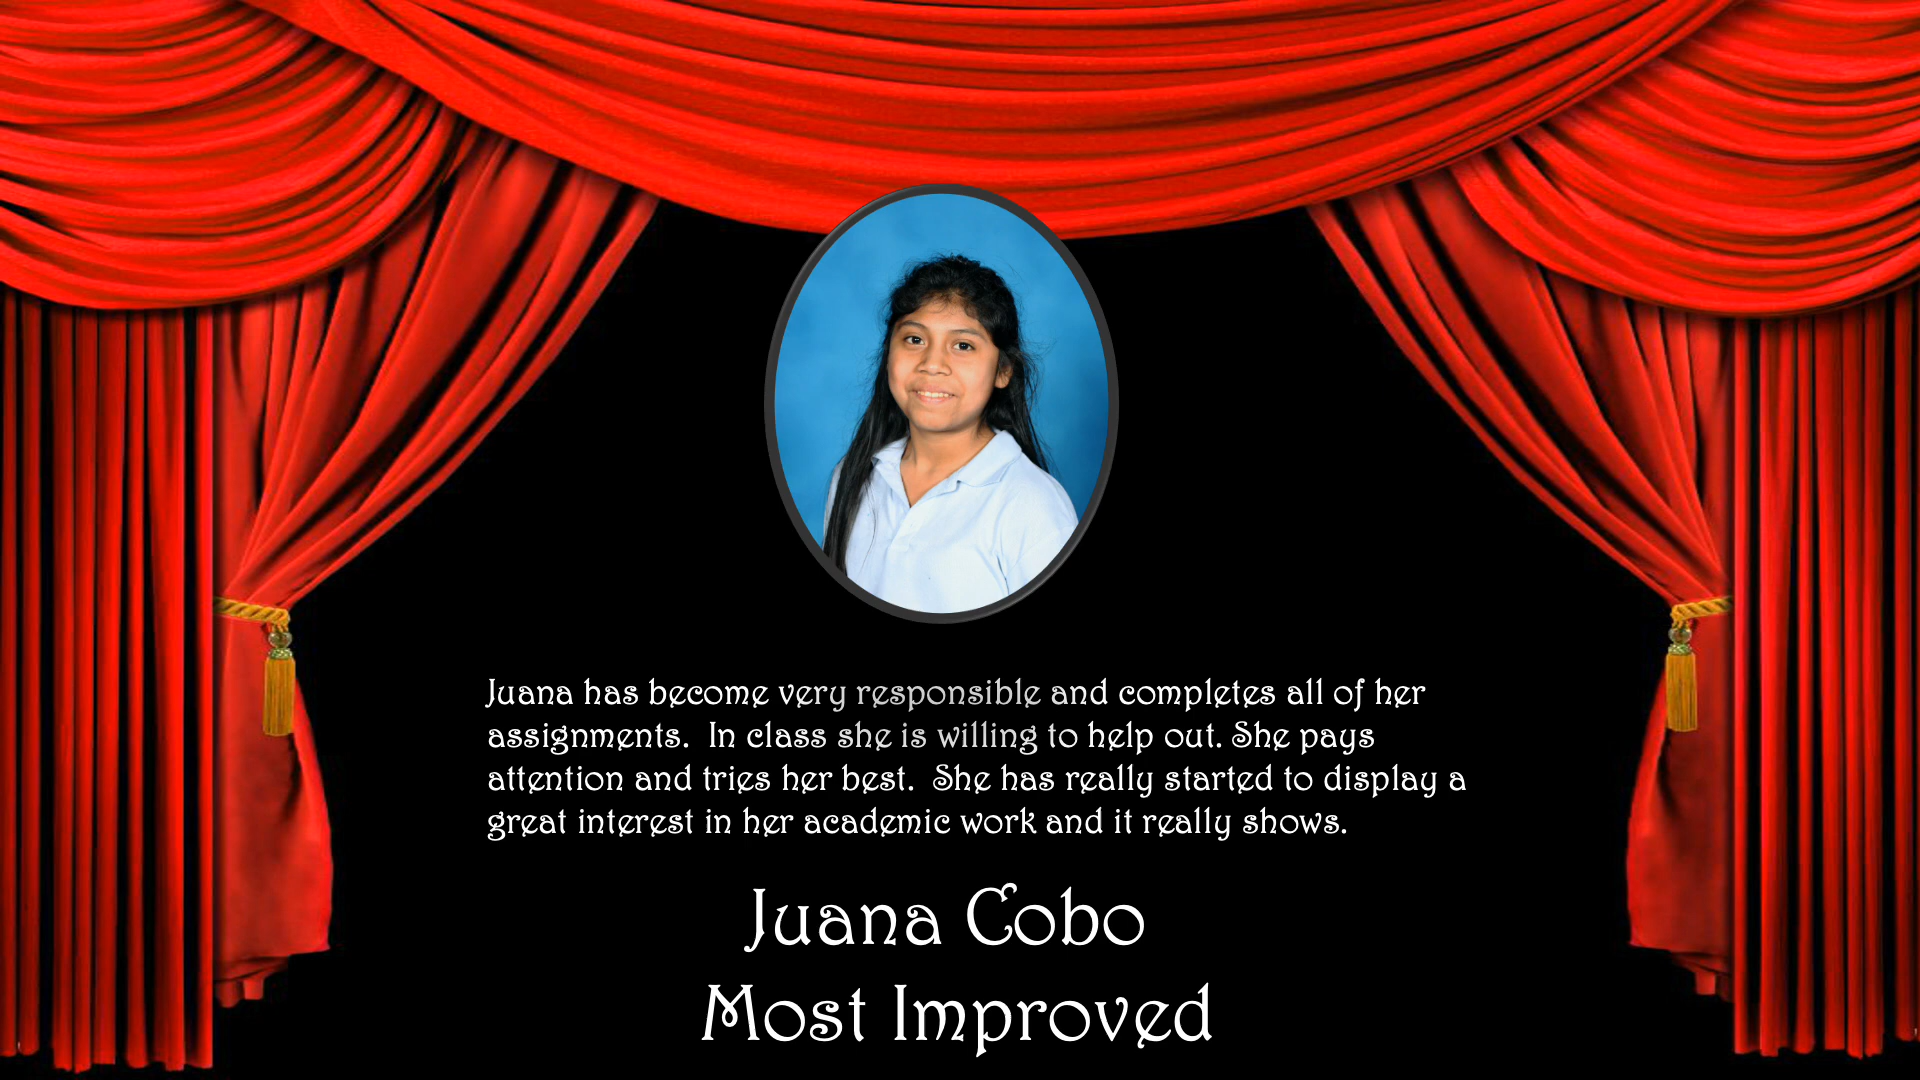 Juana has become very responsible and completes all of her
assignments.  In class she is willing to help out. She pays
attention and tries her best.  She has really started to display a
great interest in her academic work and it really shows.
Juana Cobo
Most Improved